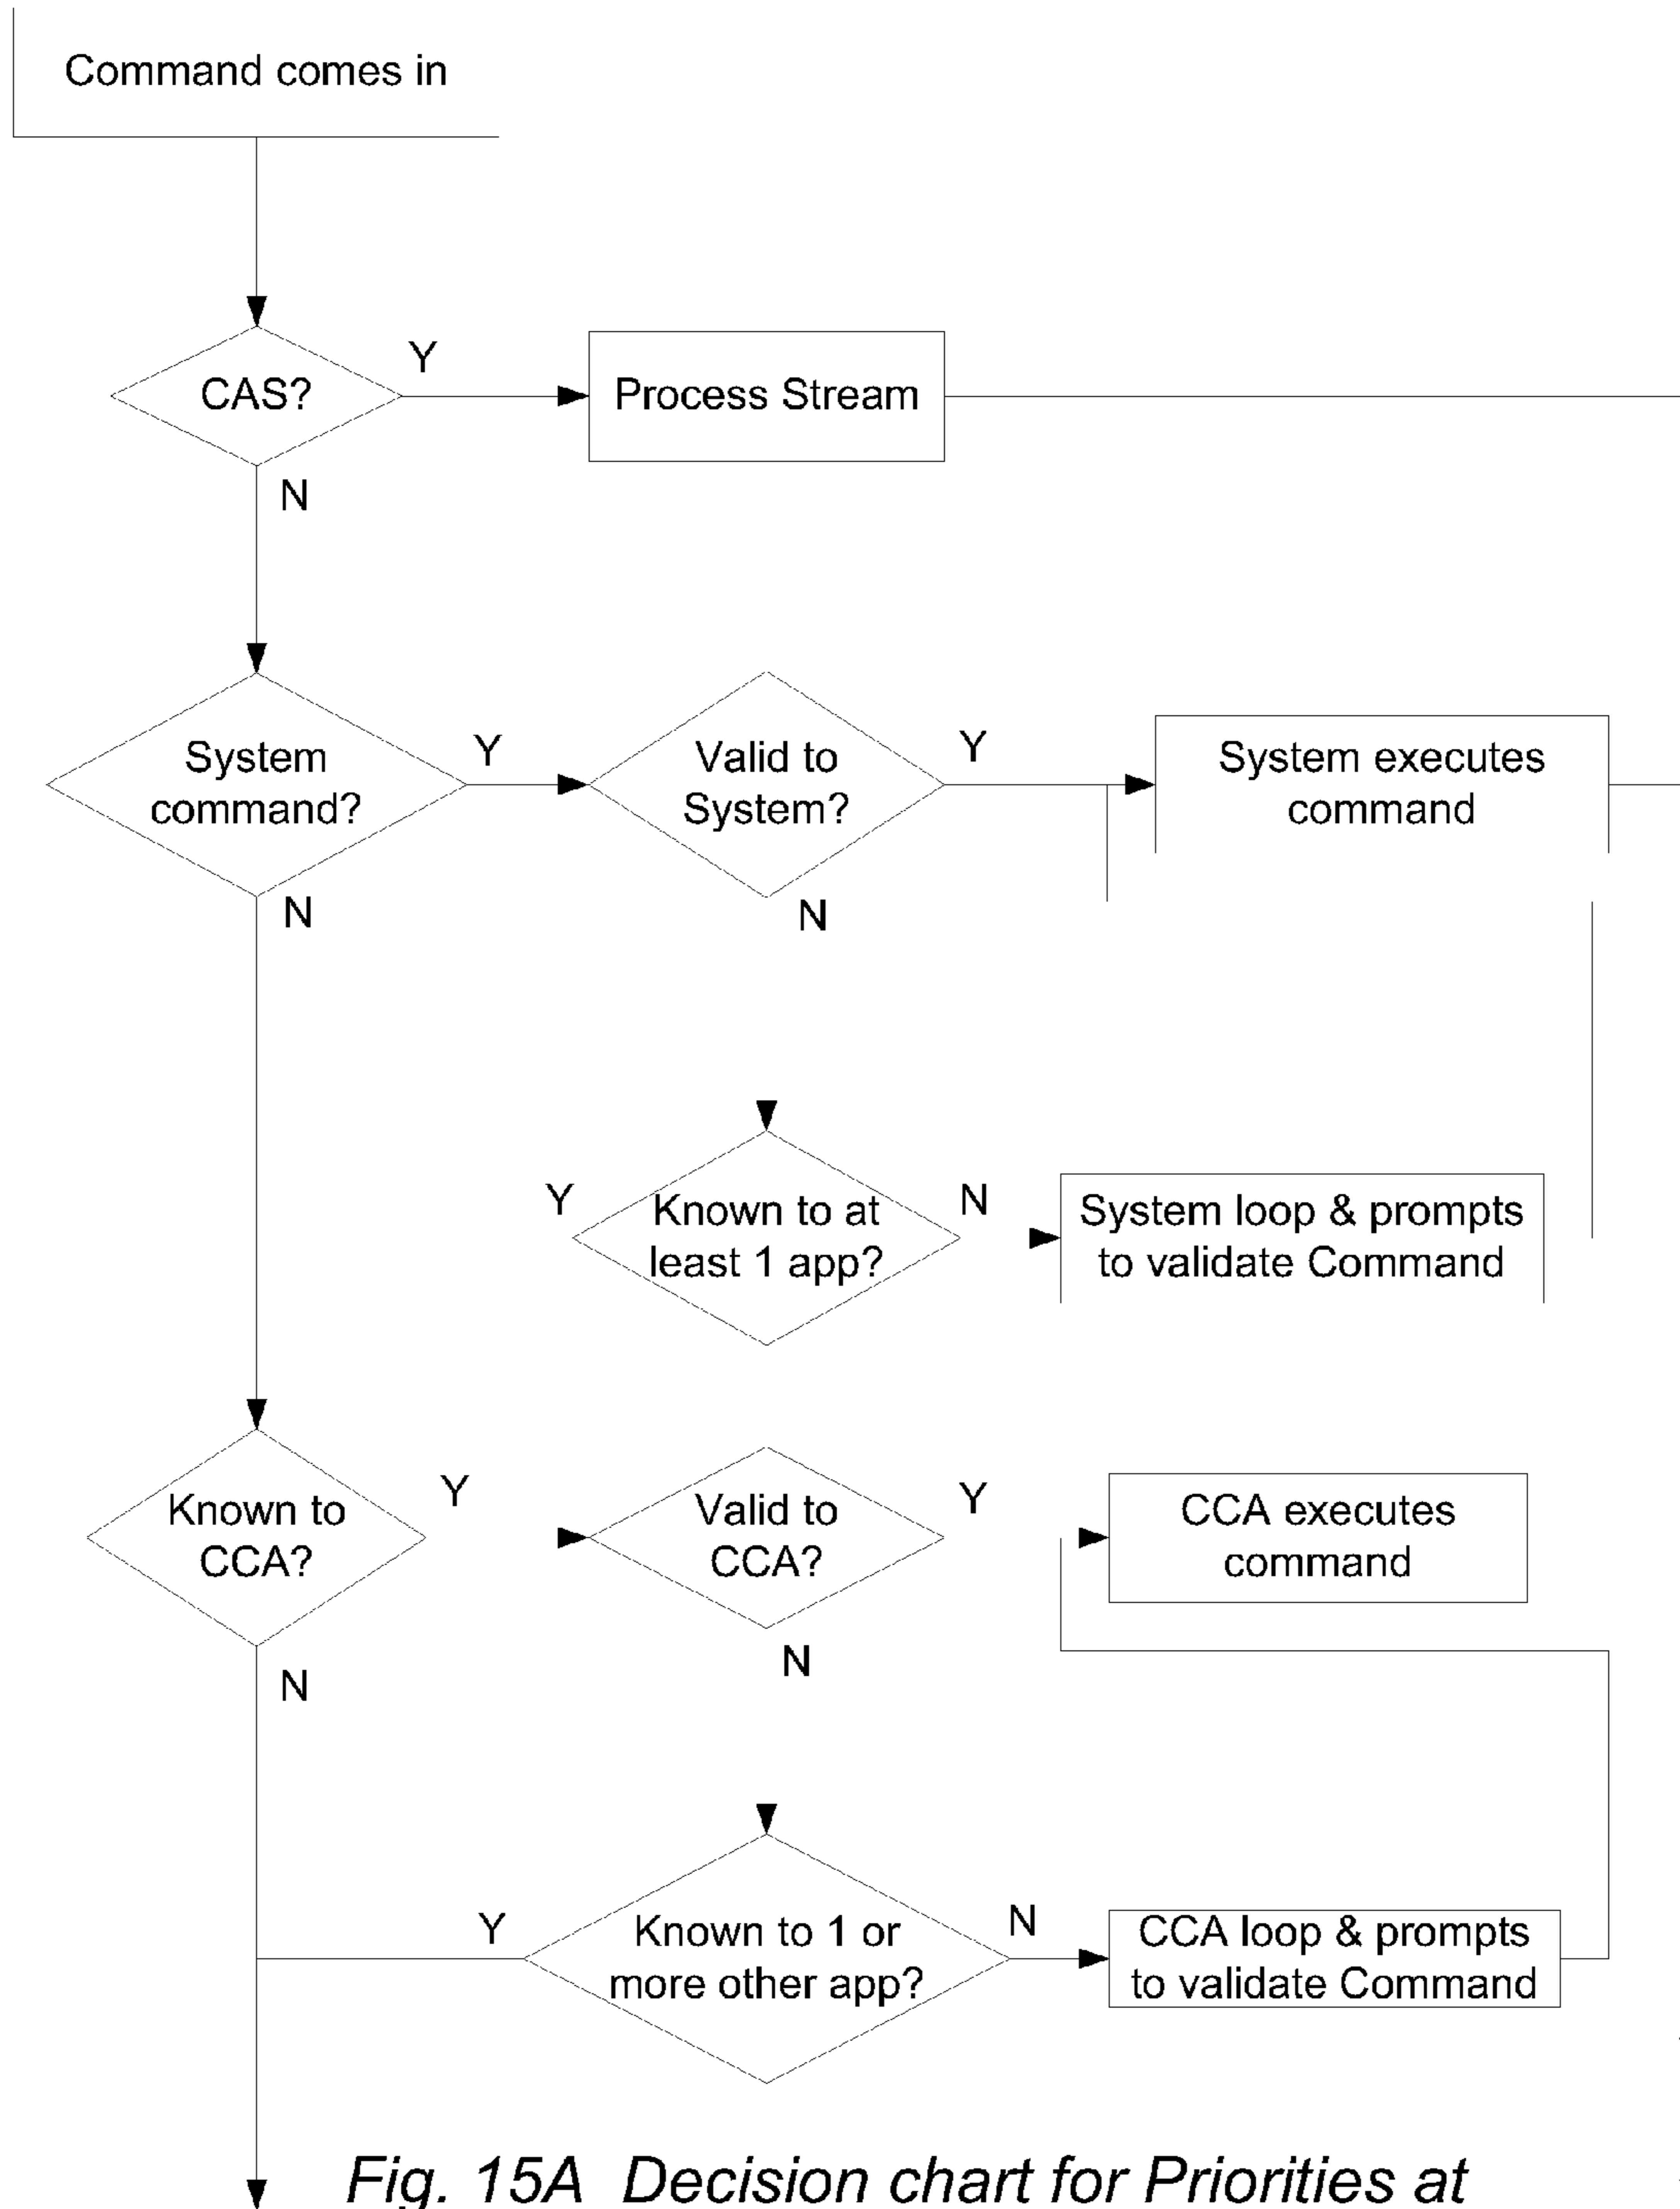 Command comes in
CAS?
Y
Process Stream
N
System
command?
Y
Valid to
System?
Y
System executes
command
N
N
Y
Known to at
least 1 app?
N
System loop & prompts
to validate Command
Known to
CCA?
Y
Valid to
CCA?
Y
CCA executes
command
N
N
Y
Known to 1 or
more other app?
N
CCA loop & prompts
to validate Command
Fig. 15A Decision chart for Priorities at